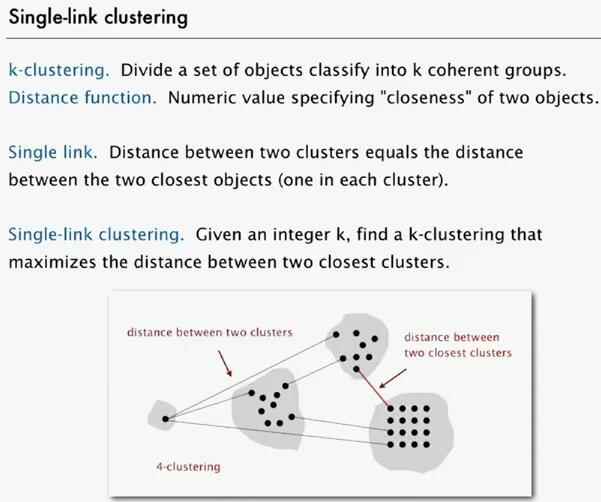 Single-link clustering
k-clustering. Divide a set of objects classify into k coherent groups.
Distance function. Numeric value specifying "closeness" of two objects.
Single link. Distance between two clusters equals the distance
between the two closest objects (one in each cluster).
Single-link clustering. Given an integer k, find a k-clustering that
maximizes the distance between two closest clusters.
distance between two clusters
distance between
two closest clusters
4-clustering